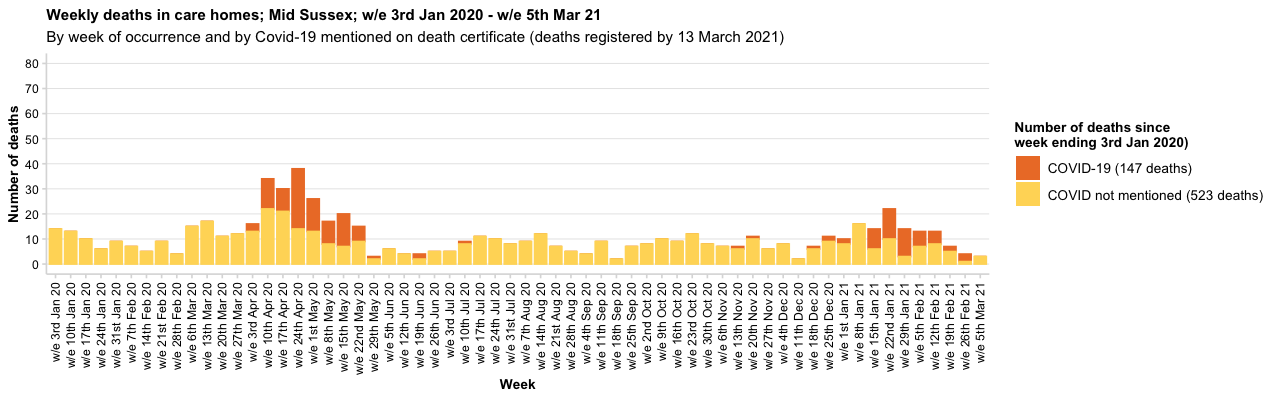 Weekly deaths in care homes; Mid Sussex; w/e 3rd Jan 2020 - w/e 5th Mar 21
By week of occurrence and by Covid-19 mentioned on death certificate (deaths registered by 13 March 2021)
Number of deaths
80
70
60
50
40
30
20
10
0
w/e 3rd Jan 20
w/e 10th Jan 20
w/e 17th Jan 20
w/e 24th Jan 20
w/e 31st Jan 20
w/e 7th Feb 20
w/e 14th Feb 20
w/e 21st Feb 20
w/e 28th Feb 20
w/e 6th Mar 20
w/e 13th Mar 20
w/e 20th Mar 20
w/e 27th Mar 20
w/e 3rd Apr 20
w/e 10th Apr 20
w/e 17th Apr 20
w/e 24th Apr 20
w/e 1st May 20
w/e 8th May 20
w/e 15th May 20
w/e 22nd May 20
w/e 29th May 20
w/e 5th Jun 20
w/e 12th Jun 20
w/e 19th Jun 20
w/e 26th Jun 20
w/e 3rd Jul 20
w/e 10th Jul 20
w/e 17th Jul 20
w/e 24th Jul 20
w/e 31st Jul 20
w/e 7th Aug 20
w/e 14th Aug 20
w/e 21st Aug 20
w/e 28th Aug 20
w/e 4th Sep 20
w/e 11th Sep 20
w/e 18th Sep 20
w/e 25th Sep 20
w/e 2nd Oct 20
w/e 9th Oct 20
w/e 16th Oct 20
w/e 23rd Oct 20
w/e 30th Oct 20
w/e 6th Nov 20
w/e 13th Nov 20
w/e 20th Nov 20
w/e 27th Nov 20
w/e 4th Dec 20
w/e 11th Dec 20
w/e 18th Dec 20
w/e 25th Dec 20
w/e 1st Jan 21
w/e 8th Jan 21
w/e 15th Jan 21
w/e 22nd Jan 21
w/e 29th Jan 21
w/e 5th Feb 21
w/e 12th Feb 21
w/e 19th Feb 21
w/e 26th Feb 21
w/e 5th Mar 21
Week
Number of deaths since
week ending 3rd Jan 2020)
COVID-19 (147 deaths)
COVID not mentioned (523 deaths)